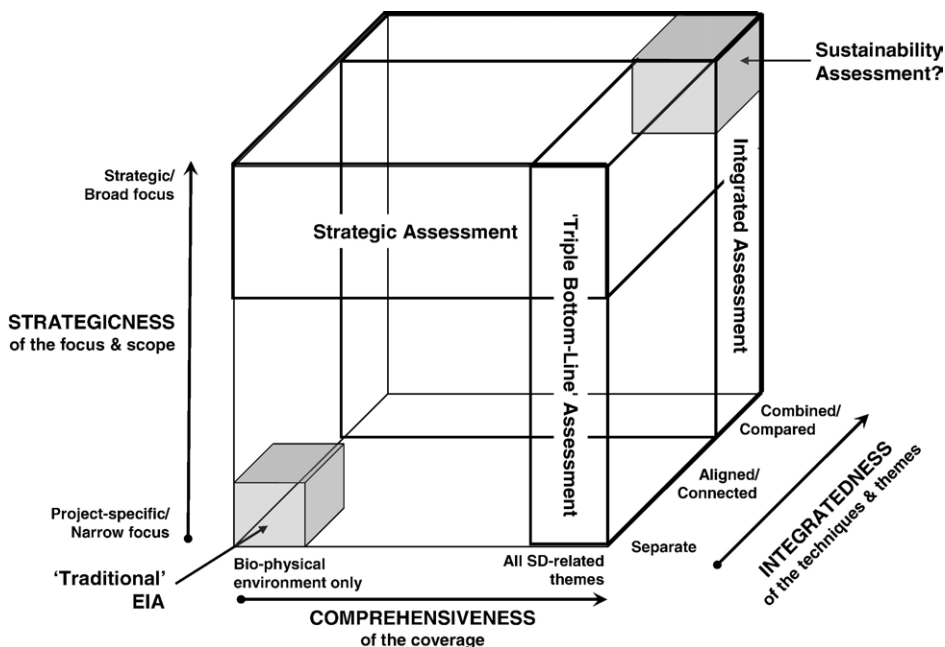 Sustainability
Assessment?
Strategic/
Broad focus
Strategic Assessment
'Triple Bottom-Line' Assessment
Integrated Assessment
STRATEGICNESS
of the focus & scope
Project-specific/
Narrow focus
'Traditional'
EIA
Bio-physical
environment only
All SD-related
themes
COMPREHENSIVENESS
of the coverage
Separate
Aligned/
Connected
Combined/
Compared
INTEGRATEDNESS
of the techniques & themes